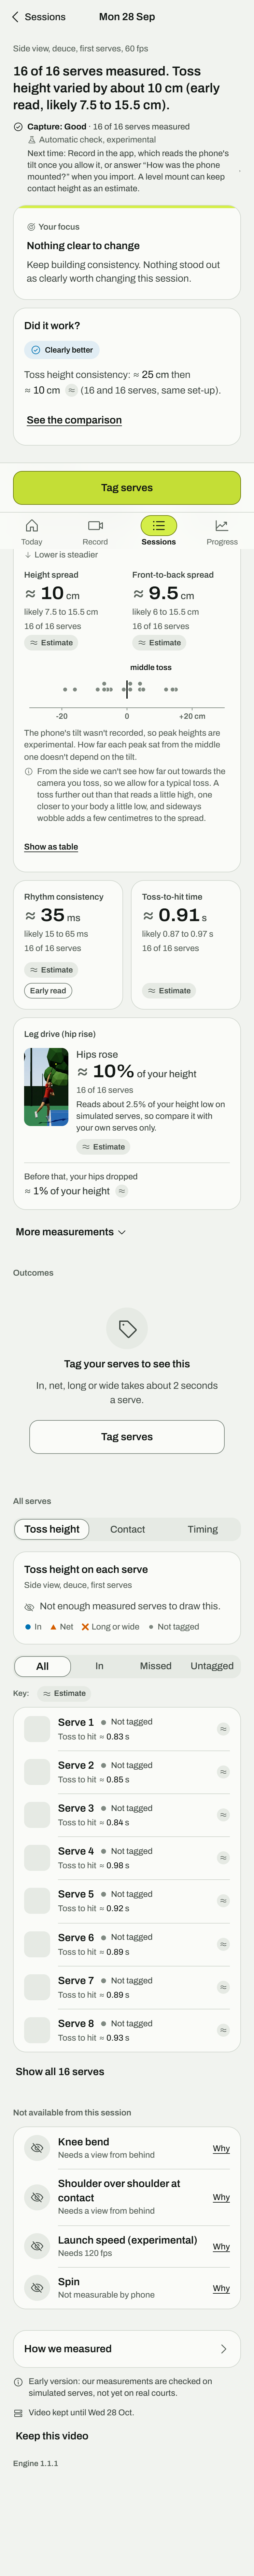 Sessions
Mon 28 Sep
Side view, deuce, first serves, 60 fps
16 of 16 serves measured. Toss
height varied by about 10 cm (early
read, likely 7.5 to 15.5 cm).
Capture: Good · 16 of 16 serves measured
Automatic check, experimental
Next time: Record in the app, which reads the phone's
tilt once you allow it, or answer “How was the phone
mounted?” when you import. A level mount can keep
contact height as an estimate.
Your focus
Nothing clear to change
Keep building consistency. Nothing stood out
as clearly worth changing this session.
Did it work?
Clearly better
Toss height consistency: ≈ 25 cm then
≈ 10 cm ≈ (16 and 16 serves, same set-up).
See the comparison
Tag serves
Today
Record
Sessions
Progress
↓ Lower is steadier
Height spread
≈ 10 cm
likely 7.5 to 15.5 cm
16 of 16 serves
≈ Estimate
Front-to-back spread
≈ 9.5 cm
likely 6 to 15.5 cm
16 of 16 serves
≈ Estimate
middle toss
-20
0
+20 cm
The phone's tilt wasn't recorded, so peak heights are
experimental. How far each peak sat from the middle
one doesn't depend on the tilt.
From the side we can't see how far out towards the
camera you toss, so we allow for a typical toss. A
toss further out than that reads a little high, one
closer to your body a little low, and sideways
wobble adds a few centimetres to the spread.
Show as table
Rhythm consistency
≈ 35 ms
likely 15 to 65 ms
16 of 16 serves
≈ Estimate
Early read
Toss-to-hit time
≈ 0.91 s
likely 0.87 to 0.97 s
16 of 16 serves
≈ Estimate
Leg drive (hip rise)
Hips rose
≈ 10% of your height
16 of 16 serves
Reads about 2.5% of your height low on
simulated serves, so compare it with
your own serves only.
≈ Estimate
Before that, your hips dropped
≈ 1% of your height ≈
More measurements
Outcomes
Tag your serves to see this
In, net, long or wide takes about 2 seconds
a serve.
Tag serves
All serves
Toss height
Contact
Timing
Toss height on each serve
Side view, deuce, first serves
Not enough measured serves to draw this.
In
Net
Long or wide
Not tagged
All
In
Missed
Untagged
Key: ≈ Estimate
Serve 1 Not tagged
Toss to hit ≈ 0.83 s
≈
Serve 2 Not tagged
Toss to hit ≈ 0.85 s
≈
Serve 3 Not tagged
Toss to hit ≈ 0.84 s
≈
Serve 4 Not tagged
Toss to hit ≈ 0.98 s
≈
Serve 5 Not tagged
Toss to hit ≈ 0.92 s
≈
Serve 6 Not tagged
Toss to hit ≈ 0.89 s
≈
Serve 7 Not tagged
Toss to hit ≈ 0.89 s
≈
Serve 8 Not tagged
Toss to hit ≈ 0.93 s
≈
Show all 16 serves
Not available from this session
Knee bend
Needs a view from behind
Why
Shoulder over shoulder at
contact
Needs a view from behind
Why
Launch speed (experimental)
Needs 120 fps
Why
Spin
Not measurable by phone
Why
How we measured
Early version: our measurements are checked on
simulated serves, not yet on real courts.
Video kept until Wed 28 Oct.
Keep this video
Engine 1.1.1